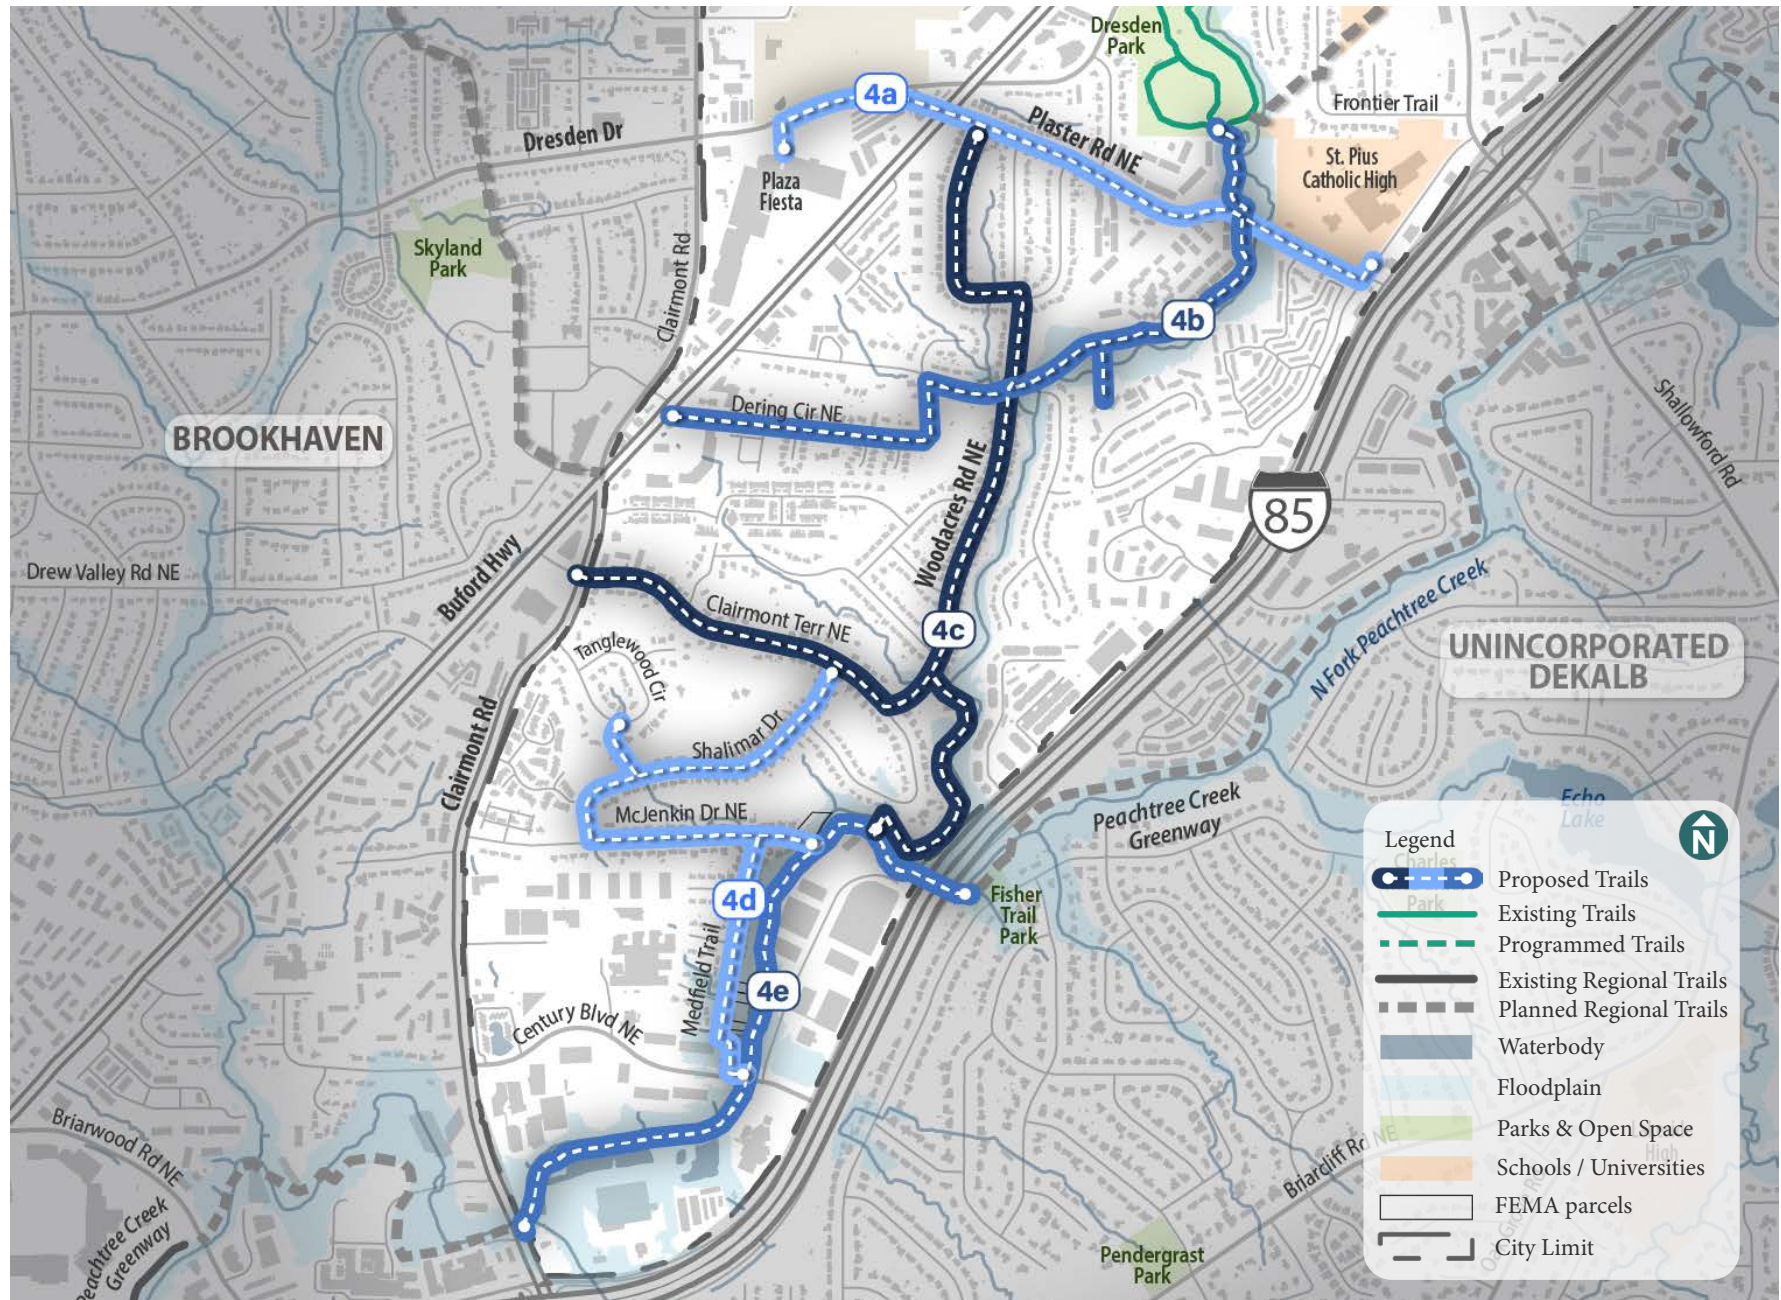 Dresden
Park
4a
Frontier Trail
Plaster Rd NE
Dresden Dr
St. Pius
Catholic High
Plaza
Fiesta
Skyland
Park
Clairmont Rd
4b
Dering Cir NE
BROOKHAVEN
Shallowford Rd
Woodacres Rd NE
85
Buford Hwy
Drew Valley Rd NE
N Fork Peachtree Creek
Clairmont Terr NE
4c
UNINCORPORATED
DEKALB
Tanglewood Cir
Clairmont Rd
Shalimar Dr
McJenkin Dr NE
Peachtree Creek
Greenway
Echo
Lake
4d
Fisher
Trail
Park
Medfield Trail
4e
Century Blvd NE
Briarwood Rd NE
Peachtree Creek
Greenway
Briarcliff Rd NE
Pendergrast
Park
N
Legend
Charles
Park
Proposed Trails
Existing Trails
Programmed Trails
Existing Regional Trails
Planned Regional Trails
Waterbody
Floodplain
Parks & Open Space
High
Schools / Universities
FEMA parcels
City Limit